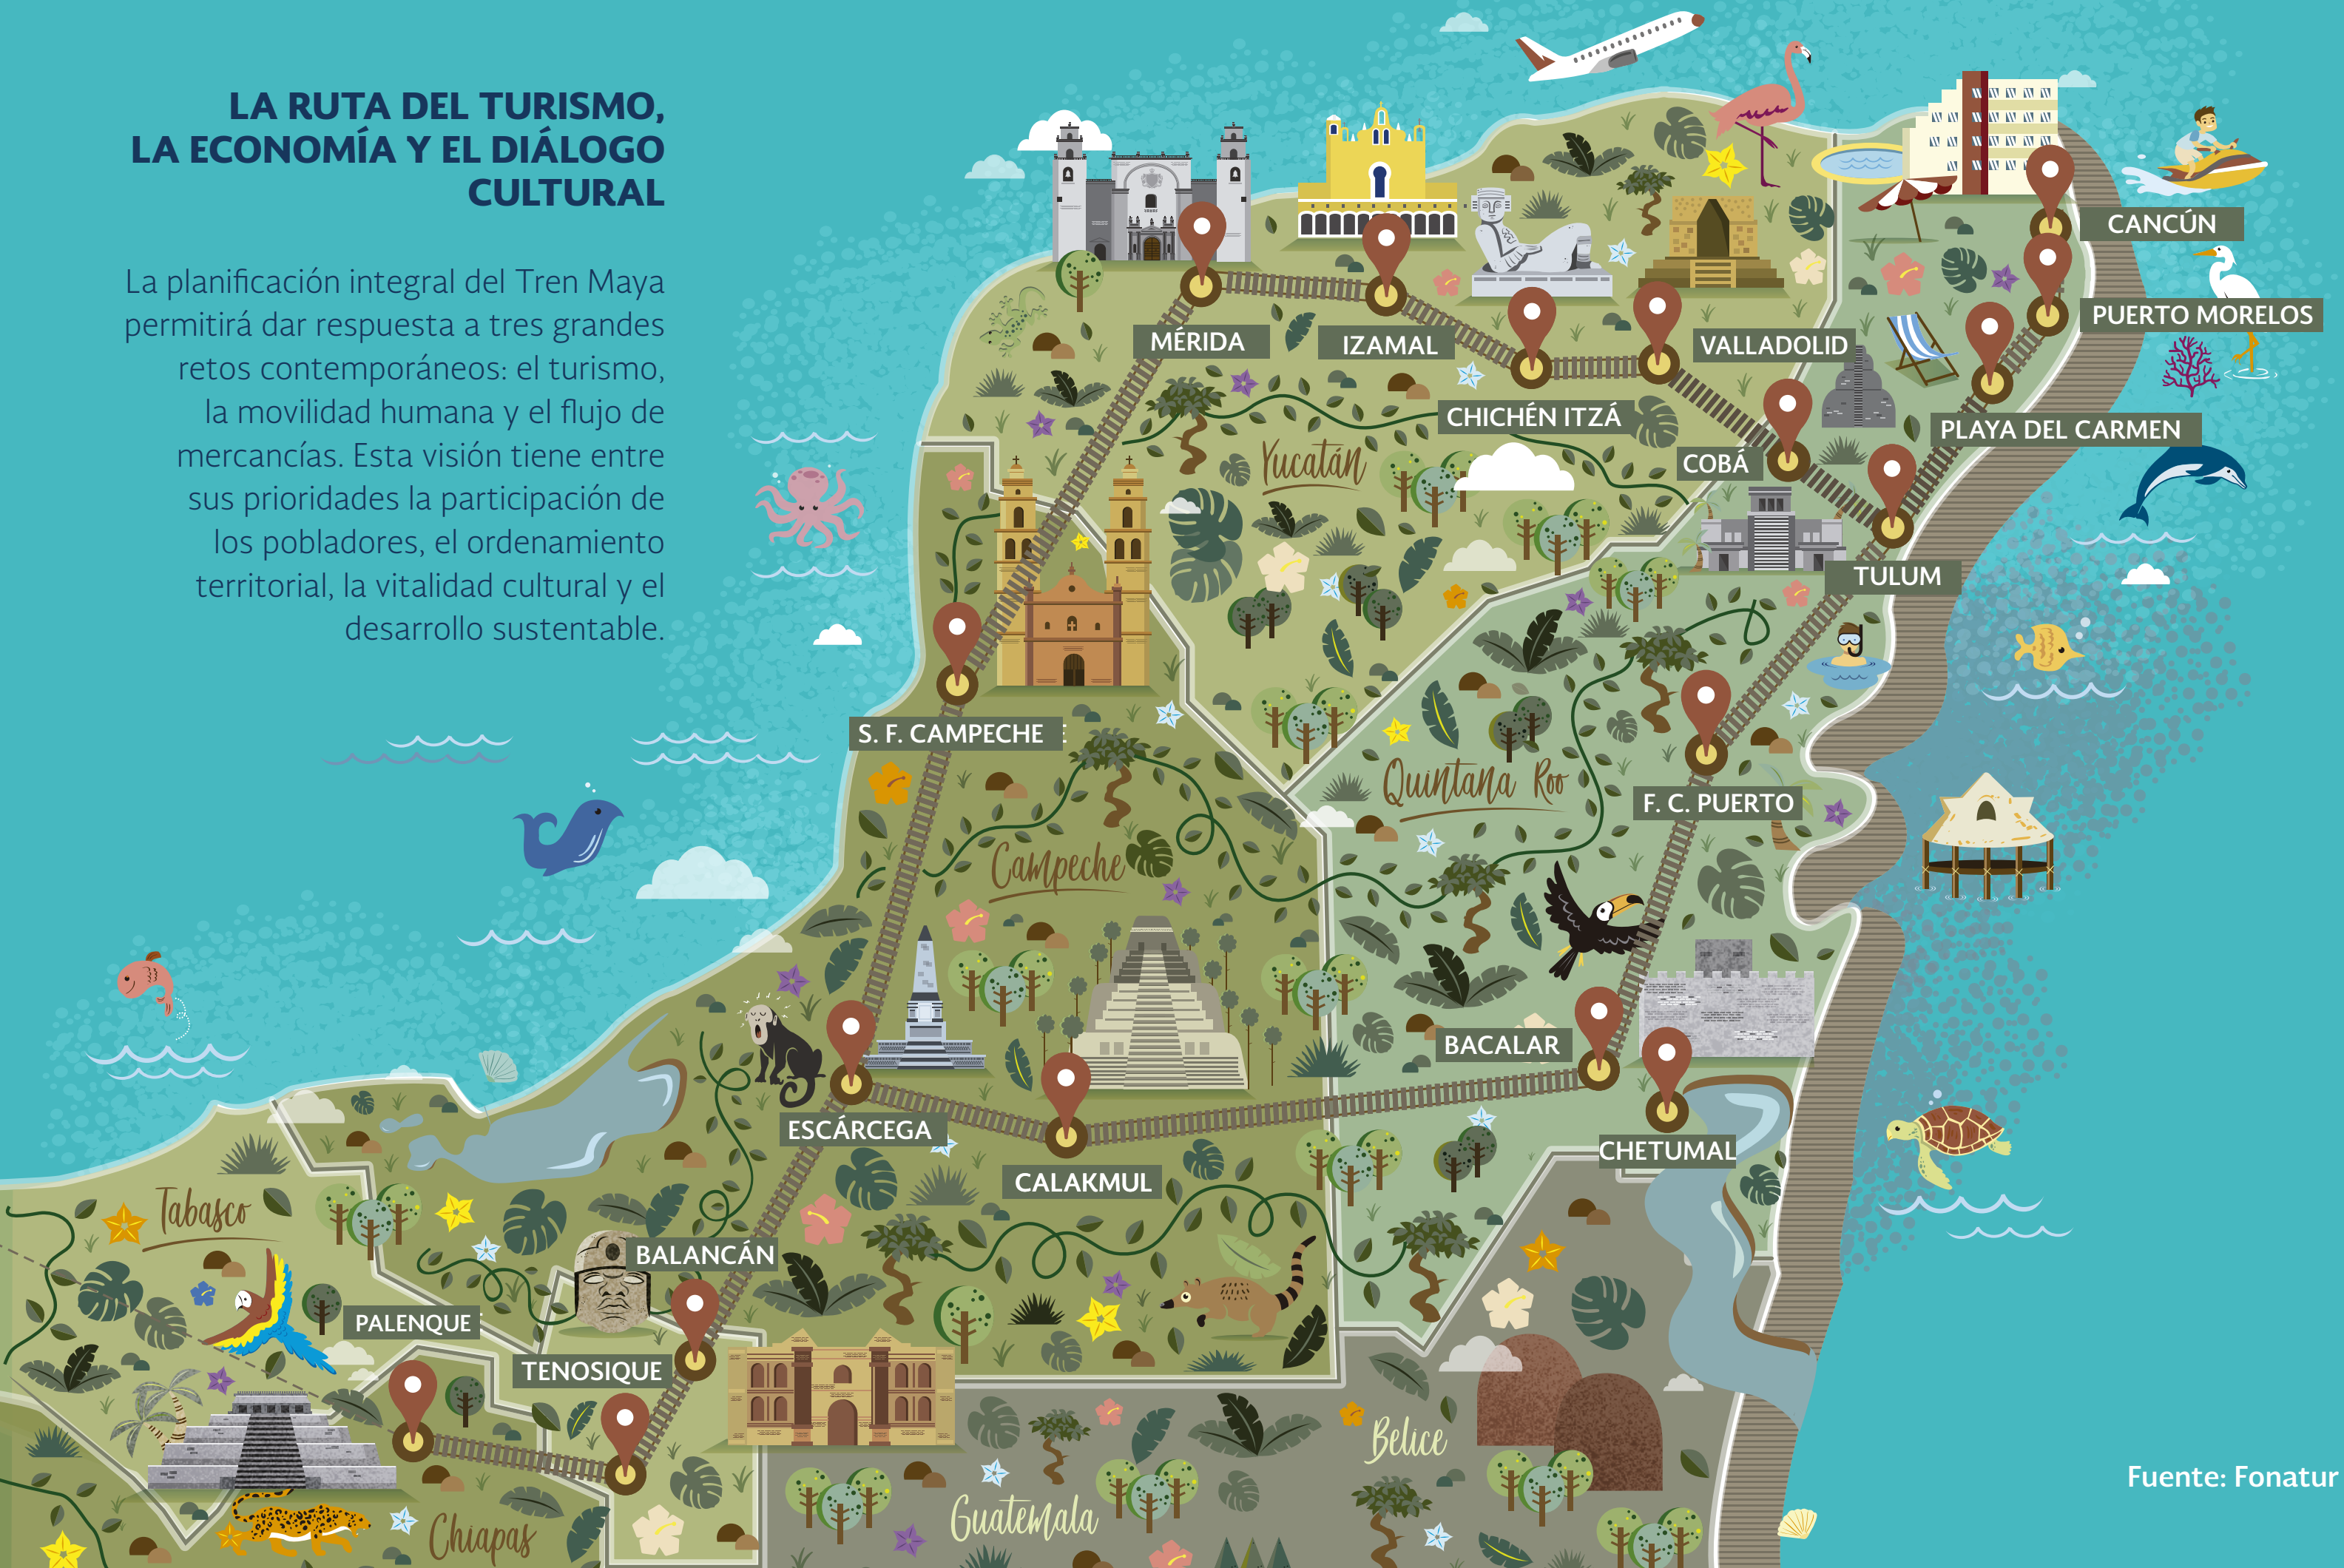 LA RUTA DEL TURISMO,
LA ECONOMÍA Y EL DIÁLOGO
CULTURAL
La planificación integral del Tren Maya
permitirá dar respuesta a tres grandes
retos contemporáneos: el turismo,
la movilidad humana y el flujo de
mercancías. Esta visión tiene entre
sus prioridades la participación de
los pobladores, el ordenamiento
territorial, la vitalidad cultural y el
desarrollo sustentable.
CANCÚN
PUERTO MORELOS
MÉRIDA
IZAMAL
VALLADOLID
CHICHÉN ITZÁ
PLAYA DEL CARMEN
COBÁ
Yucatán
TULUM
S. F. CAMPECHE
Quintana Roo
F. C. PUERTO
Campeche
BACALAR
ESCÁRCEGA
CHETUMAL
CALAKMUL
Tabasco
BALANCÁN
PALENQUE
TENOSIQUE
Belice
Guatemala
Chiapas
Fuente: Fonatur